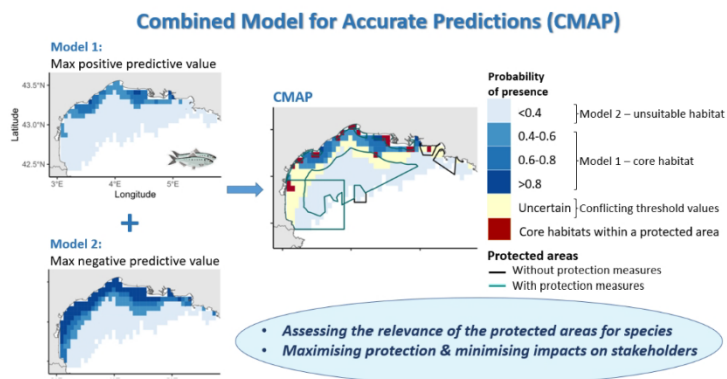 Combined Model for Accurate Predictions (CMAP)
Model 1:
Max positive predictive value
43.5°N
43.0°N
42.5°N
Latitude
3°E
4°E
5°E
Longitude
+
Model 2:
Max negative predictive value
CMAP
Probability
of presence
<0.4
0.4-0.6
0.6-0.8
>0.8
Model 2 – unsuitable habitat
Model 1 – core habitat
Uncertain
Conflicting threshold values
Core habitats within a protected area
Protected areas
Without protection measures
With protection measures
• Assessing the relevance of the protected areas for species
• Maximising protection & minimising impacts on stakeholders